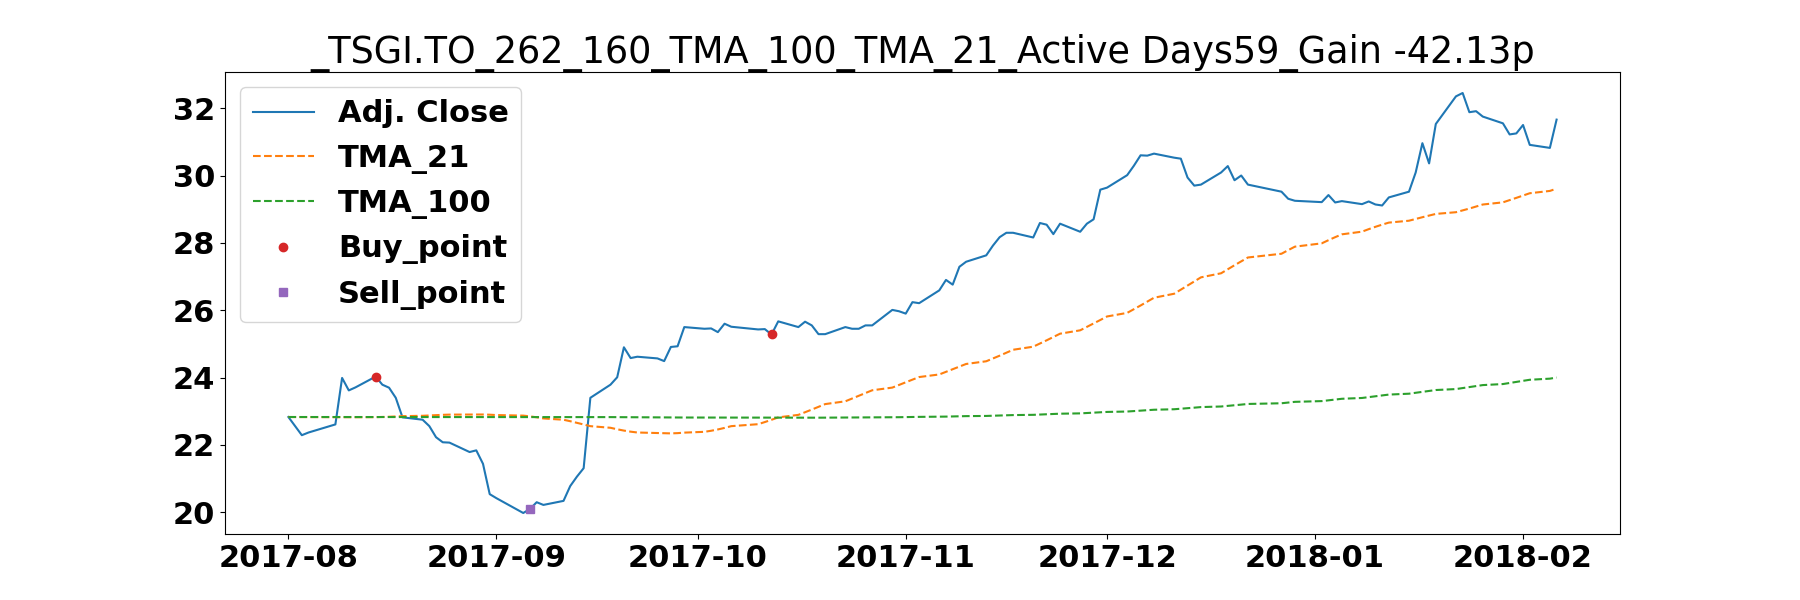 _TSGI.TO_262_160_TMA_100_TMA_21_Active Days59_Gain -42.13p
Adj. Close
TMA_21
TMA_100
Buy_point
Sell_point
32
30
28
26
24
22
20
2017-08 2017-09 2017-10 2017-11 2017-12 2018-01 2018-02